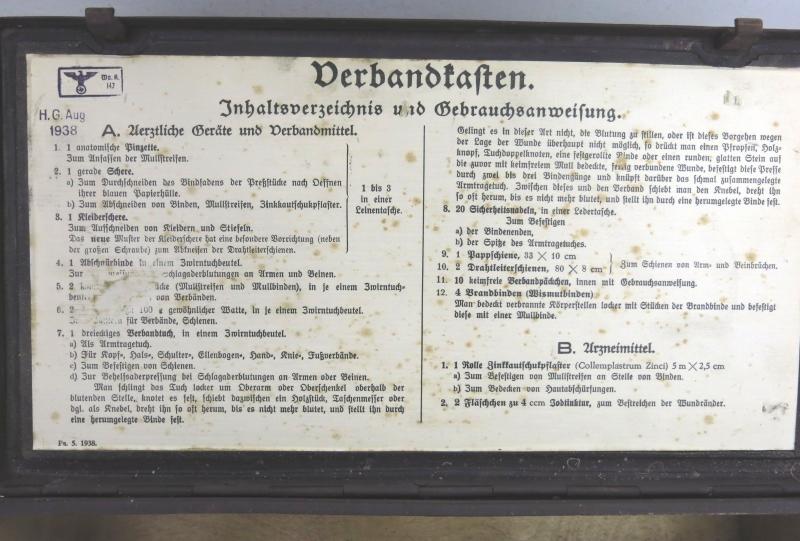 Wa. A.
147
H.G. Aug
1938
Verbandkasten.
Inhaltsverzeichnis und Gebrauchsanweisung.
A. Aerztliche Geräte und Verbandmittel.
1. 1 anatomische Pinzette.
Zum Anfassen der Mullstreifen.
2. 1 gerade Schere.
a) Zum Durchschneiden des Bindfadens der Preßstücke nach Oeffnen
ihrer blauen Papierhülle.
b) Zum Abschneiden von Binden, Mullstreifen, Zinkkautschukpflaster.
3. 1 Kleiderschere.
Zum Aufschneiden von Kleidern und Stiefeln.
Das neue Muster der Kleiderschere hat eine besondere Vorrichtung (neben
der großen Schraube) zum Abkneifen der Drahtleiterschienen.
1 bis 3
in einer
Leinentasche.
4. 1 Abschnürbinde in einem Zwirntuchbeutel.
Zur Schlagaderblutungen an Armen und Beinen.
5. 2 (Mullstreifen und Mullbinden), in je einem Zwirntuch-
von Verbänden.
6. 2 100 g gewöhnlicher Watte, in je einem Zwirntuchbeutel.
für Verbände, Schienen.
7. 1 dreieckiges Verbandtuch, in einem Zwirntuchbeutel.
a) Als Armtragetuch.
b) Für Kopf-, Hals-, Schulter-, Ellenbogen-, Hand-, Knie-, Fußverbände.
c) Zum Befestigen von Schienen.
d) Zur Behelfsaderpressung bei Schlagaderblutungen an Armen oder Beinen.
Man schlingt das Tuch locker um Oberarm oder Oberschenkel oberhalb der
blutenden Stelle, knotet es fest, schiebt dazwischen ein Holzstück, Taschenmesser oder
dgl. als Knebel, dreht ihn so oft herum, bis es nicht mehr blutet, und stellt ihn durch
eine herumgelegte Binde fest.
Fu. 5. 1938.
Gelingt es in dieser Art nicht, die Blutung zu stillen, oder ist dieses Vorgehen wegen
der Lage der Wunde überhaupt nicht möglich, so drückt man einen Pfropfen, Holz-
knopf, Tuchdoppelknoten, eine festgerollte Binde oder einen runden, glatten Stein auf
die zuvor mit keimfreiem Mull bedeckte, fertig verbundene Wunde, befestigt diese Presse
durch zwei bis drei Bindengänge und knüpft darüber das schmal zusammengelegte
Armtragetuch. Zwischen dieses und den Verband schiebt man den Knebel, dreht ihn
so oft herum, bis es nicht mehr blutet, und stellt ihn durch eine herumgelegte Binde fest.
8. 20 Sicherheitsnadeln, in einer Ledertasche.
Zum Befestigen
a) der Bindenenden,
b) der Spitze des Armtragetuches.
9. 1 Pappschiene, 33 × 10 cm
10. 2 Drahtleiterschienen, 80 × 8 cm
Zum Schienen von Arm- und Beinbrüchen.
11. 10 keimfreie Verbandpäckchen, innen mit Gebrauchsanweisung.
12. 4 Brandbinden (Wismutbinden)
Man bedeckt verbrannte Körperstellen locker mit Stücken der Brandbinde und befestigt
diese mit einer Mullbinde.
B. Arzneimittel.
1. 1 Rolle Zinkkautschukpflaster (Collemplastrum Zinci) 5 m × 2,5 cm
a) Zum Befestigen von Mullstreifen an Stelle von Binden.
b) Zum Bedecken von Hautabschürfungen.
2. 2 Fläschchen zu 4 ccm Jodtinktur, zum Bestreichen der Wundränder.